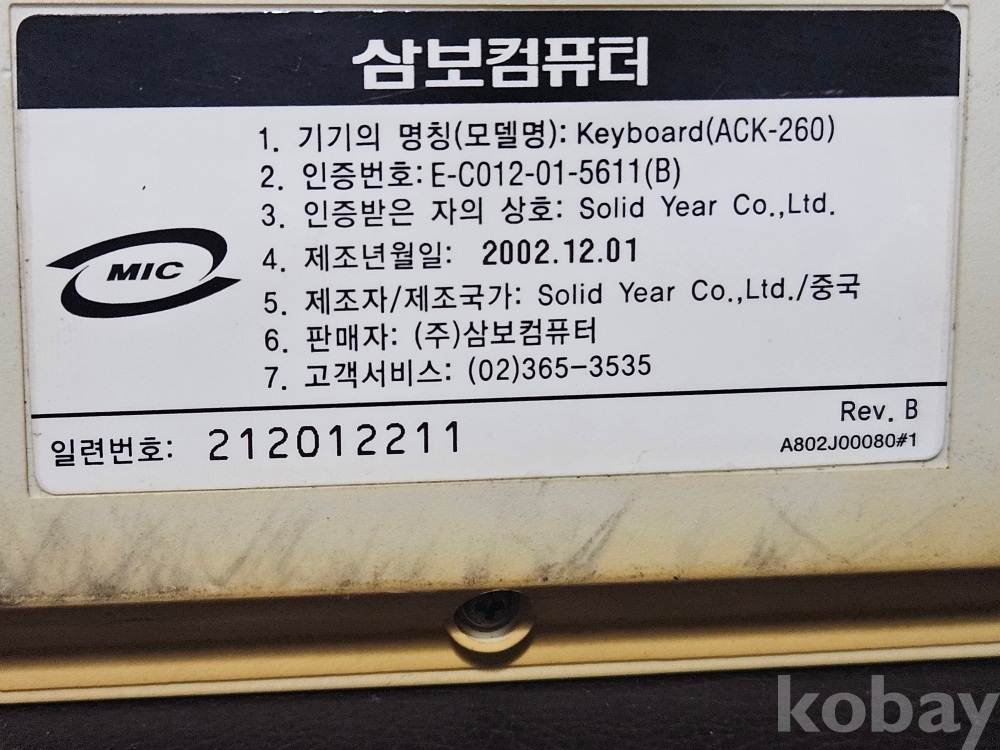 삼보컴퓨터
1. 기기의 명칭(모델명): Keyboard(ACK-260)
2. 인증번호: E-C012-01-5611(B)
3. 인증받은 자의 상호: Solid Year Co.,Ltd.
MIC
4. 제조년월일: 2002.12.01
5. 제조자/제조국가: Solid Year Co.,Ltd./중국
6. 판매자: (주)삼보컴퓨터
7. 고객서비스: (02)365-3535
Rev. B
일련번호: 212012211
A802J00080#1
kobay